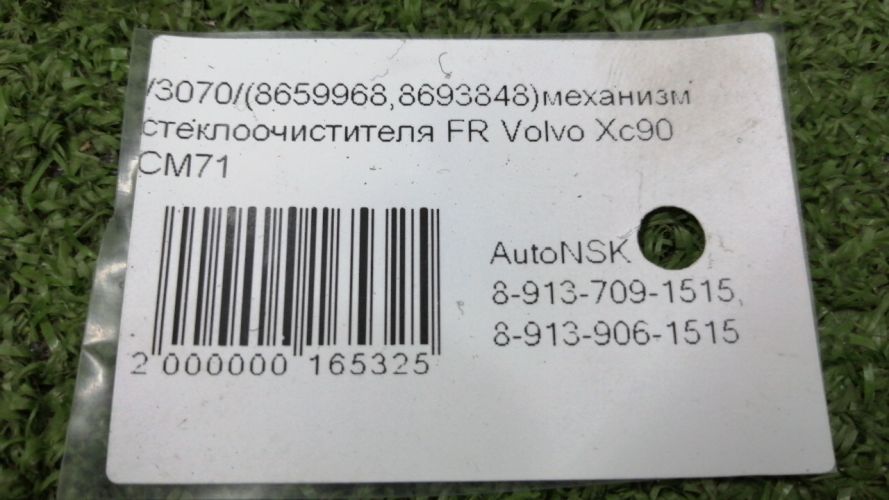 /3070/(8659968,8693848)механизм
стеклоочистителя FR Volvo Xc90
CM71
AutoNSK
8-913-709-1515,
8-913-906-1515
2 000000 165325